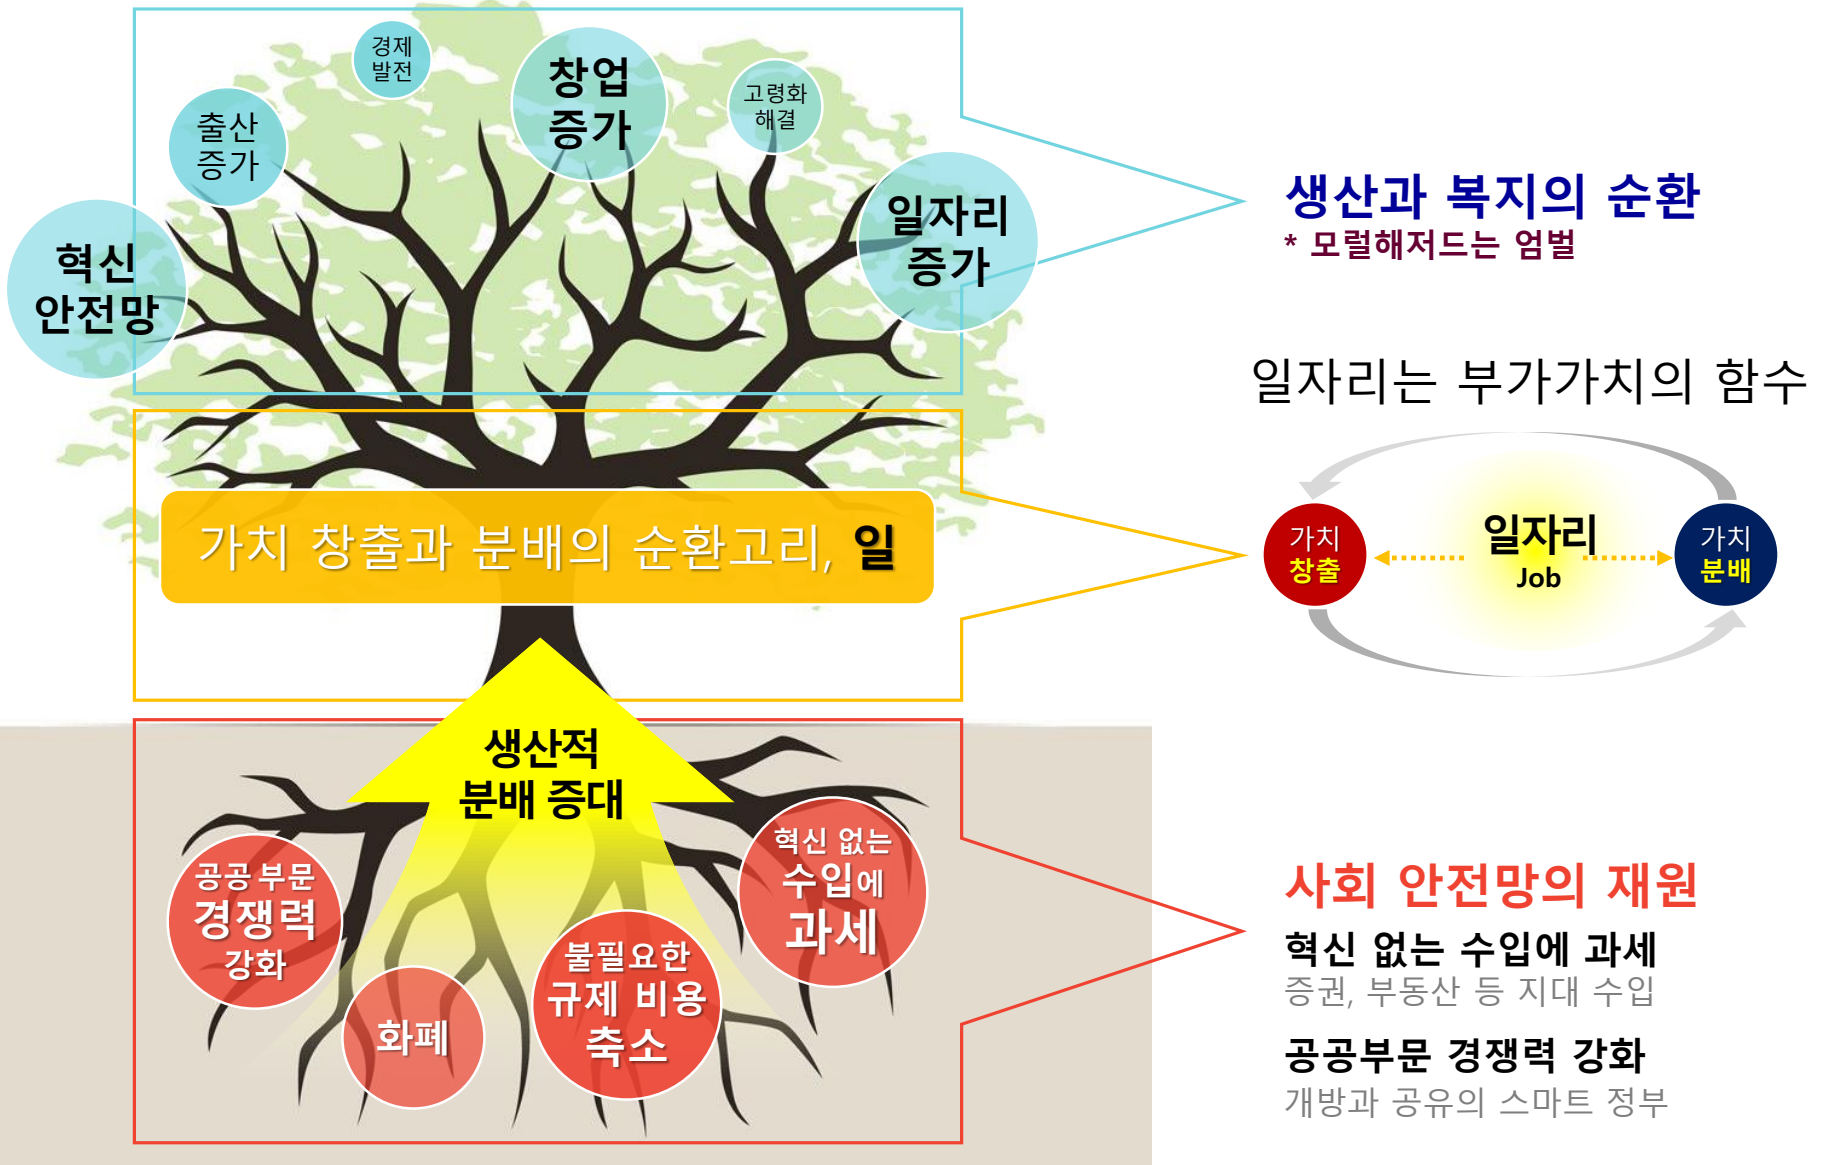 경제
발전
창업
증가
고령화
해결
출산
증가
일자리
증가
혁신
안전망
생산과 복지의 순환
* 모럴해저드는 엄벌
가치 창출과 분배의 순환고리, 일
일자리는 부가가치의 함수
가치
창출
일자리
Job
가치
분배
생산적
분배 증대
공공 부문
경쟁력
강화
화폐
불필요한
규제 비용
축소
혁신 없는
수입에
과세
사회 안전망의 재원
혁신 없는 수입에 과세
증권, 부동산 등 지대 수입
공공부문 경쟁력 강화
개방과 공유의 스마트 정부